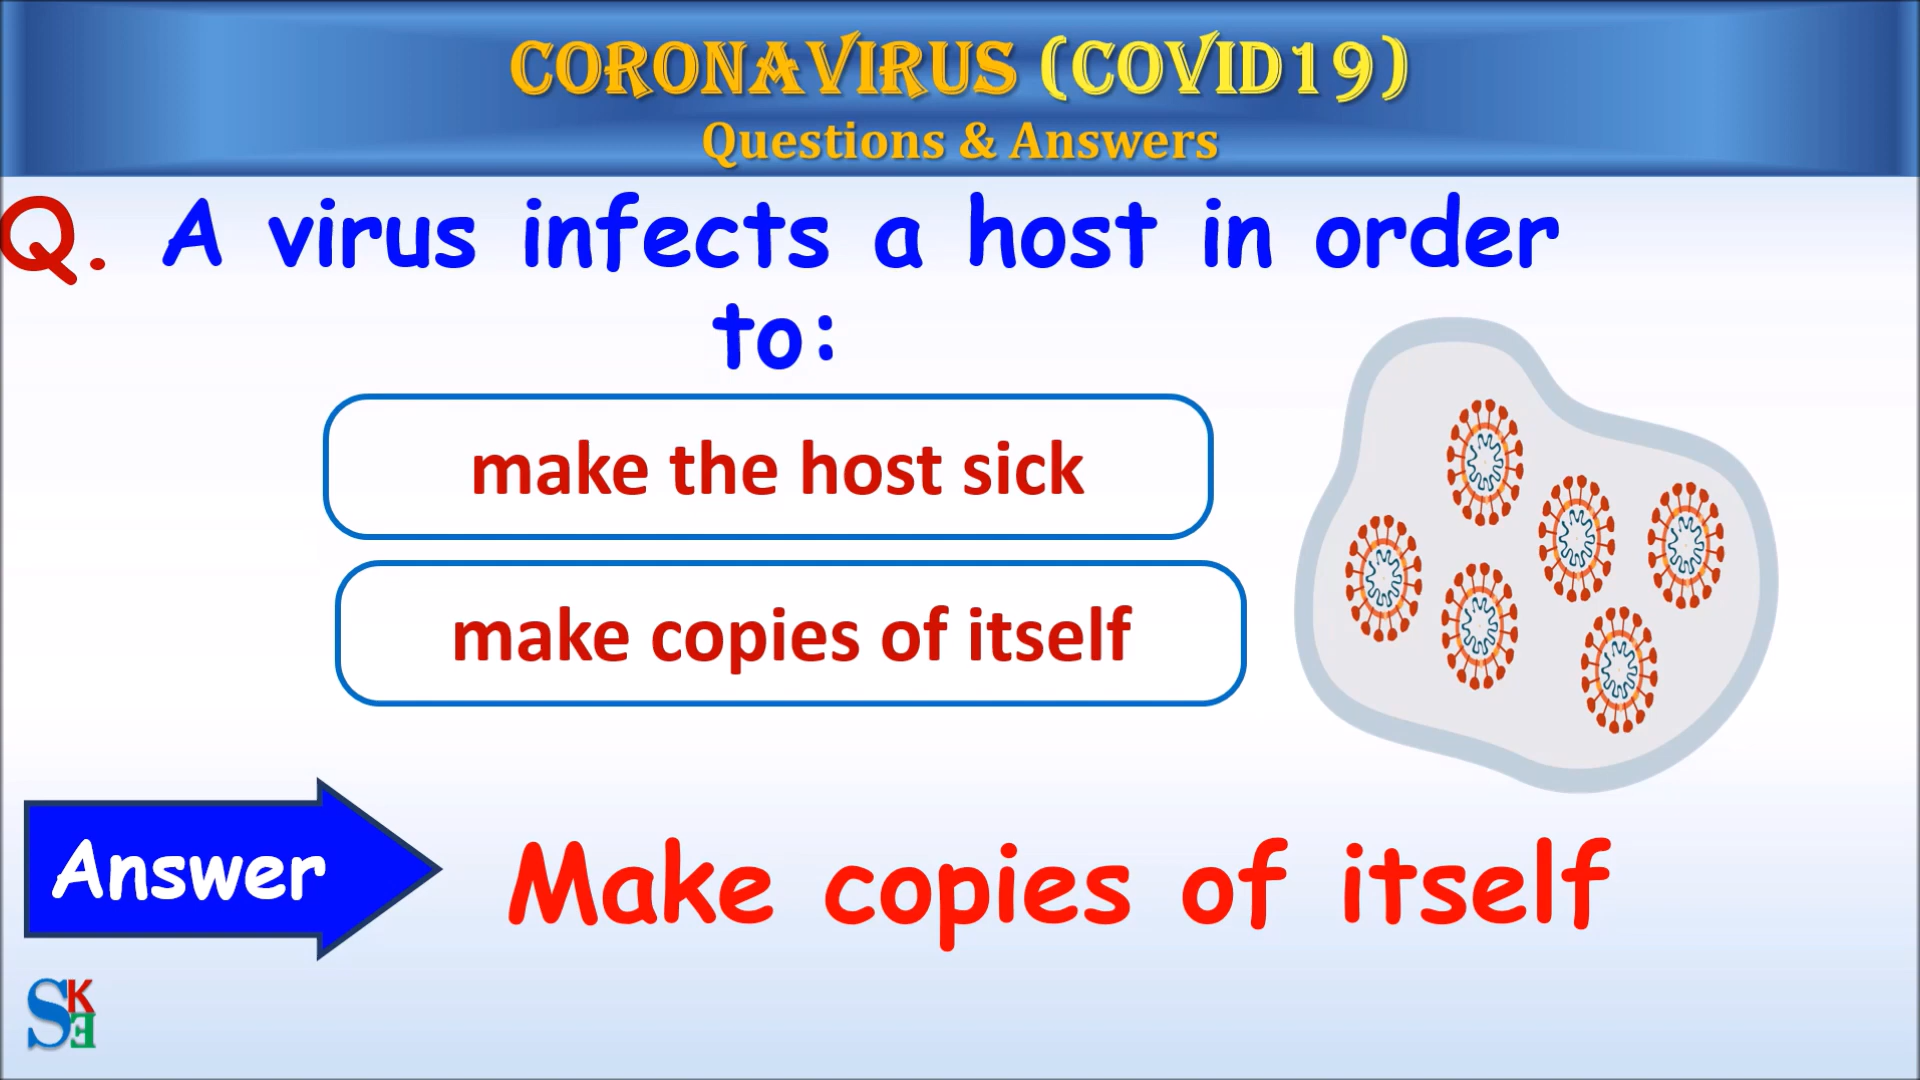 CORONAVIRUS (COVID19)
Questions & Answers
Q. A virus infects a host in order
to:
make the host sick
make copies of itself
Answer
Make copies of itself
SKE